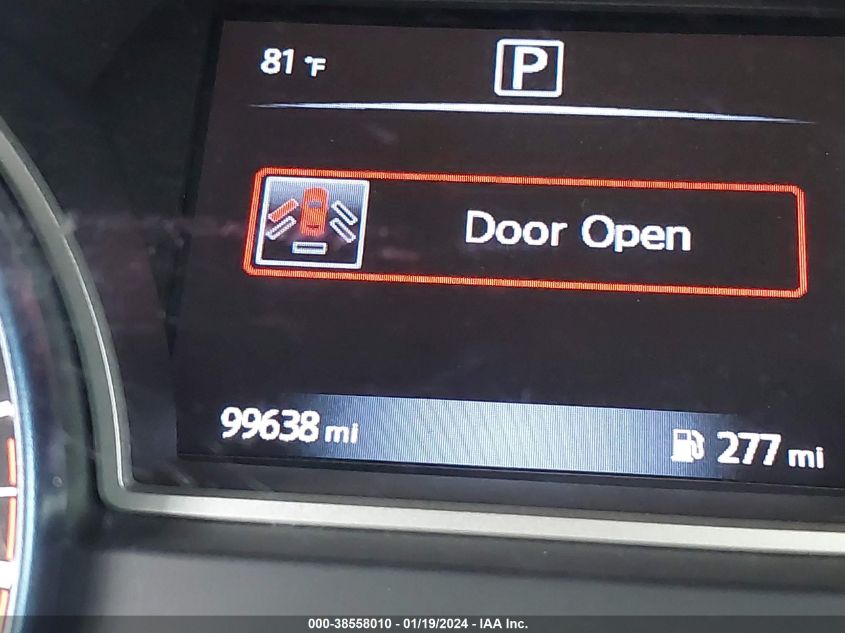 81 °F
P
Door Open
99638 mi
277 mi
000-38558010 - 01/19/2024 - IAA Inc.